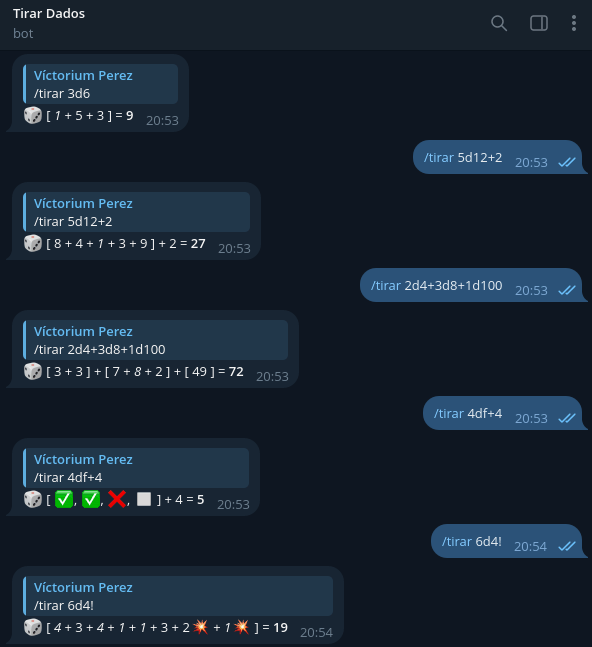 Tirar Dados
bot
Víctorium Perez
/tirar 3d6
🎲 [ 1 + 5 + 3 ] = 9 20:53
/tirar 5d12+2 20:53
Víctorium Perez
/tirar 5d12+2
🎲 [ 8 + 4 + 1 + 3 + 9 ] + 2 = 27 20:53
/tirar 2d4+3d8+1d100 20:53
Víctorium Perez
/tirar 2d4+3d8+1d100
🎲 [ 3 + 3 ] + [ 7 + 8 + 2 ] + [ 49 ] = 72 20:53
/tirar 4df+4 20:53
Víctorium Perez
/tirar 4df+4
🎲 [ ✅, ✅, ❌, ⬜ ] + 4 = 5 20:53
/tirar 6d4! 20:54
Víctorium Perez
/tirar 6d4!
🎲 [ 4 + 3 + 4 + 1 + 1 + 3 + 2💥 + 1💥 ] = 19 20:54